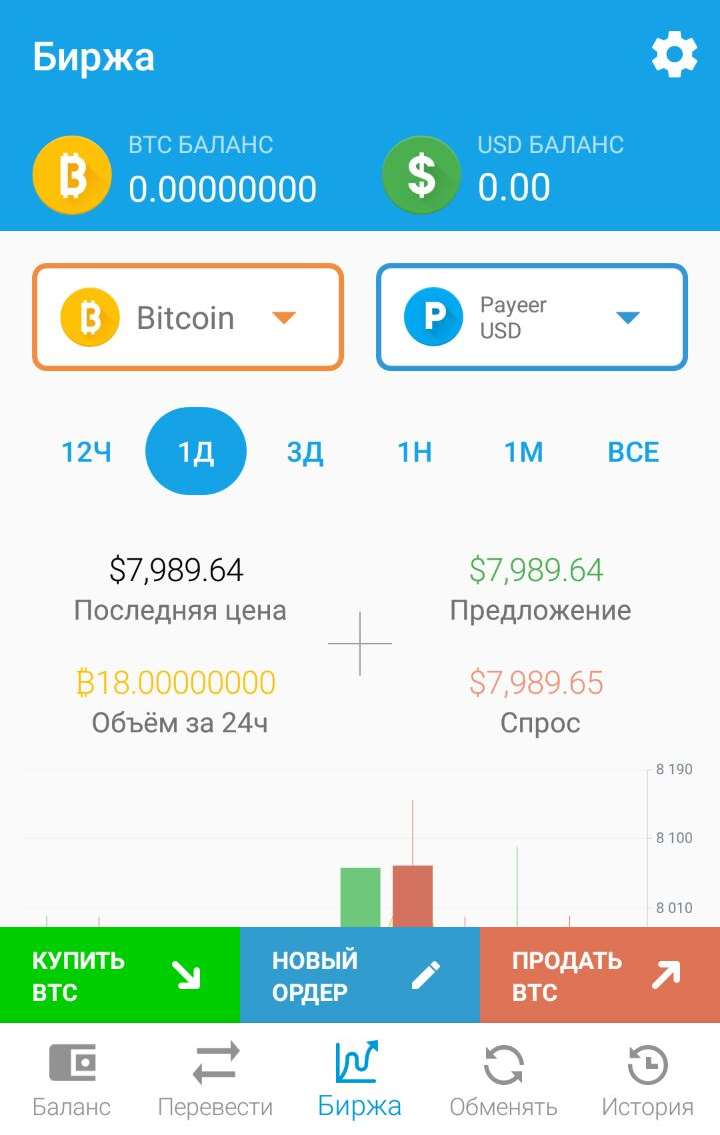 Биржа
BTC БАЛАНС
0.00000000
USD БАЛАНС
0.00
Bitcoin
Payeer
USD
12Ч 1Д 3Д 1Н 1М ВСЕ
$7,989.64
Последняя цена
$7,989.64
Предложение
₿18.00000000
Объём за 24ч
$7,989.65
Спрос
8 190
8 100
8 010
КУПИТЬ
BTC
НОВЫЙ
ОРДЕР
ПРОДАТЬ
BTC
Баланс Перевести Биржа Обменять История